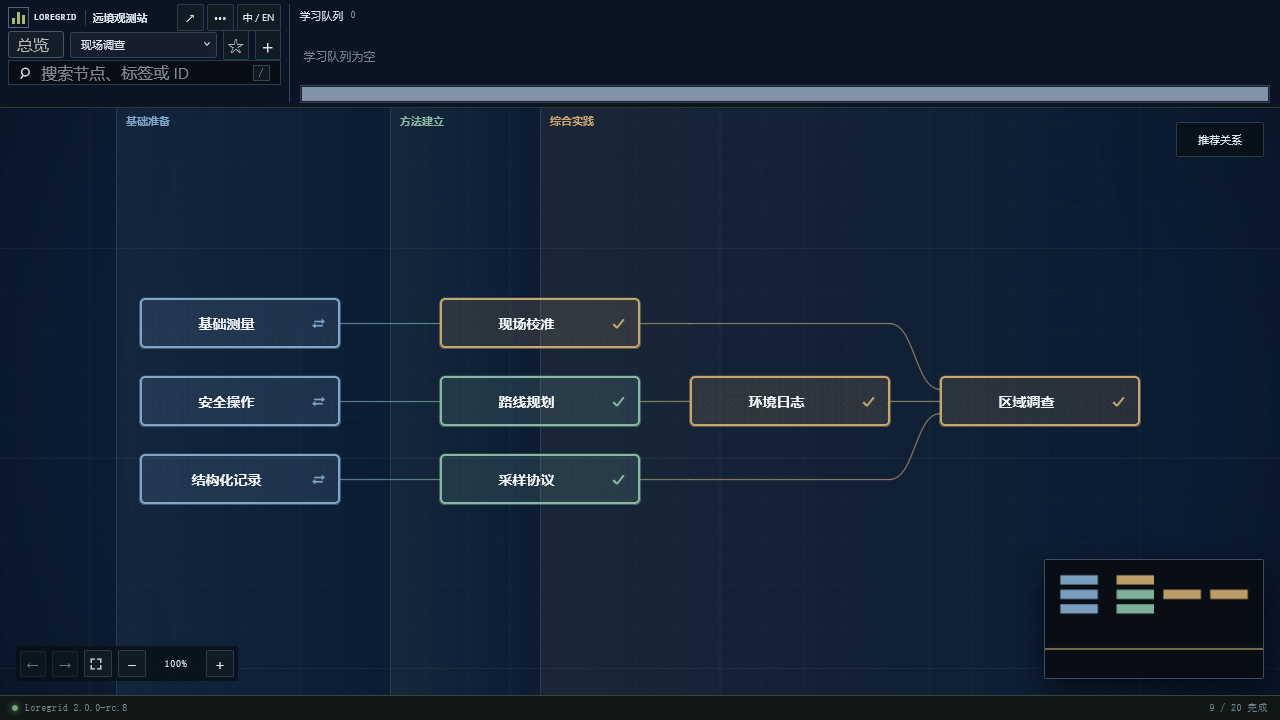 LOREGRID 远境观测站 ↗ ••• 中 / EN
总览 现场调查 ☆ +
搜索节点、标签或 ID /
学习队列 0
学习队列为空
基础准备 方法建立 综合实践
推荐关系
基础测量 现场校准
安全操作 路线规划 环境日志 区域调查
结构化记录 采样协议
← → − 100% +
Loregrid 2.0.0-rc.8 9 / 20 完成